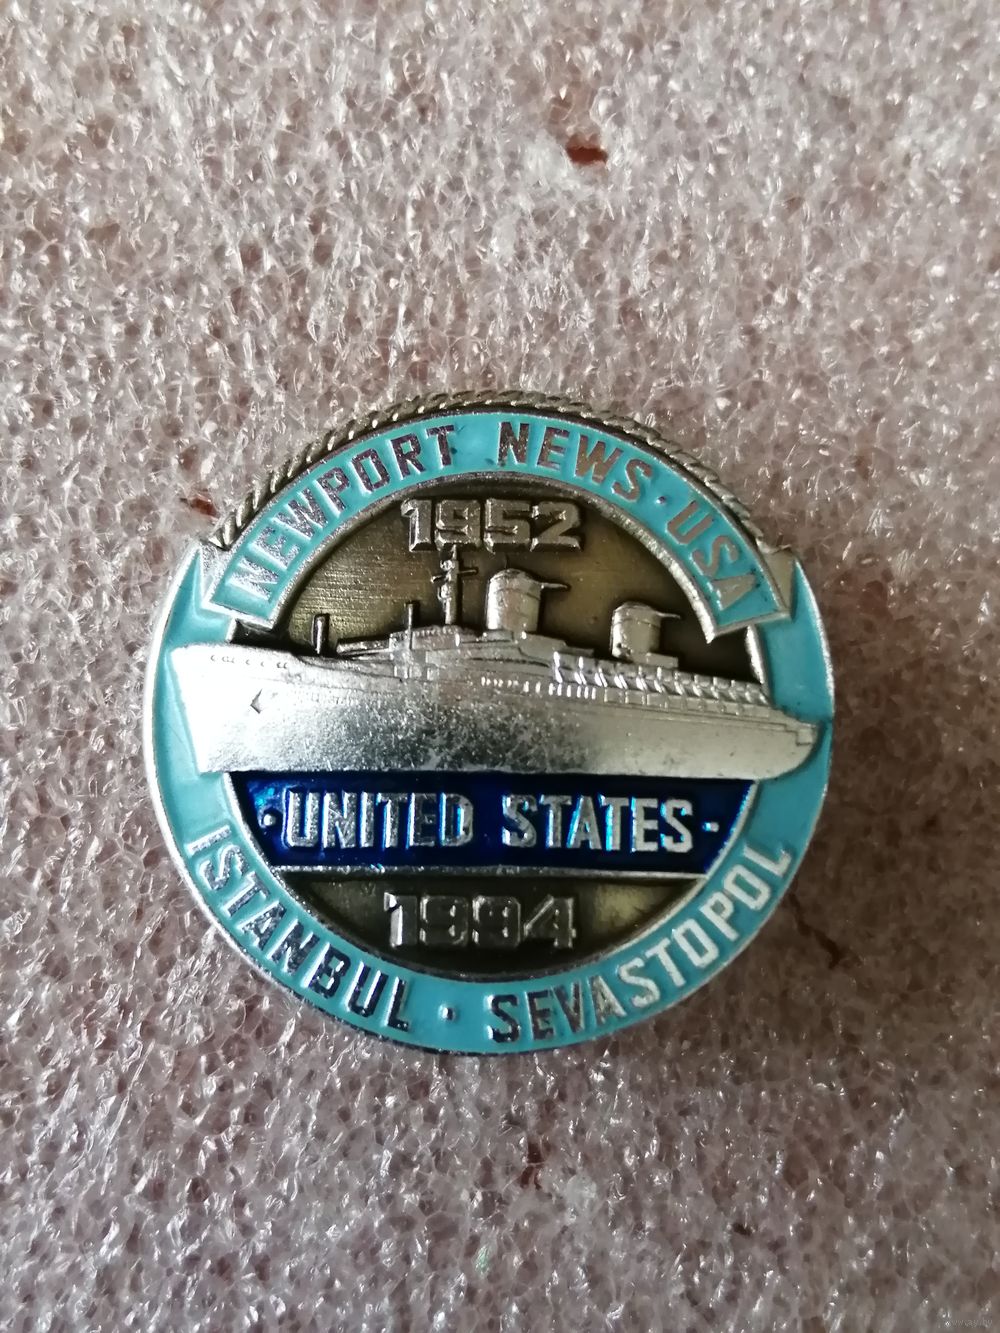 NEWPORT NEWS · USA
1952
· UNITED STATES ·
1994
ISTANBUL · SEVASTOPOL